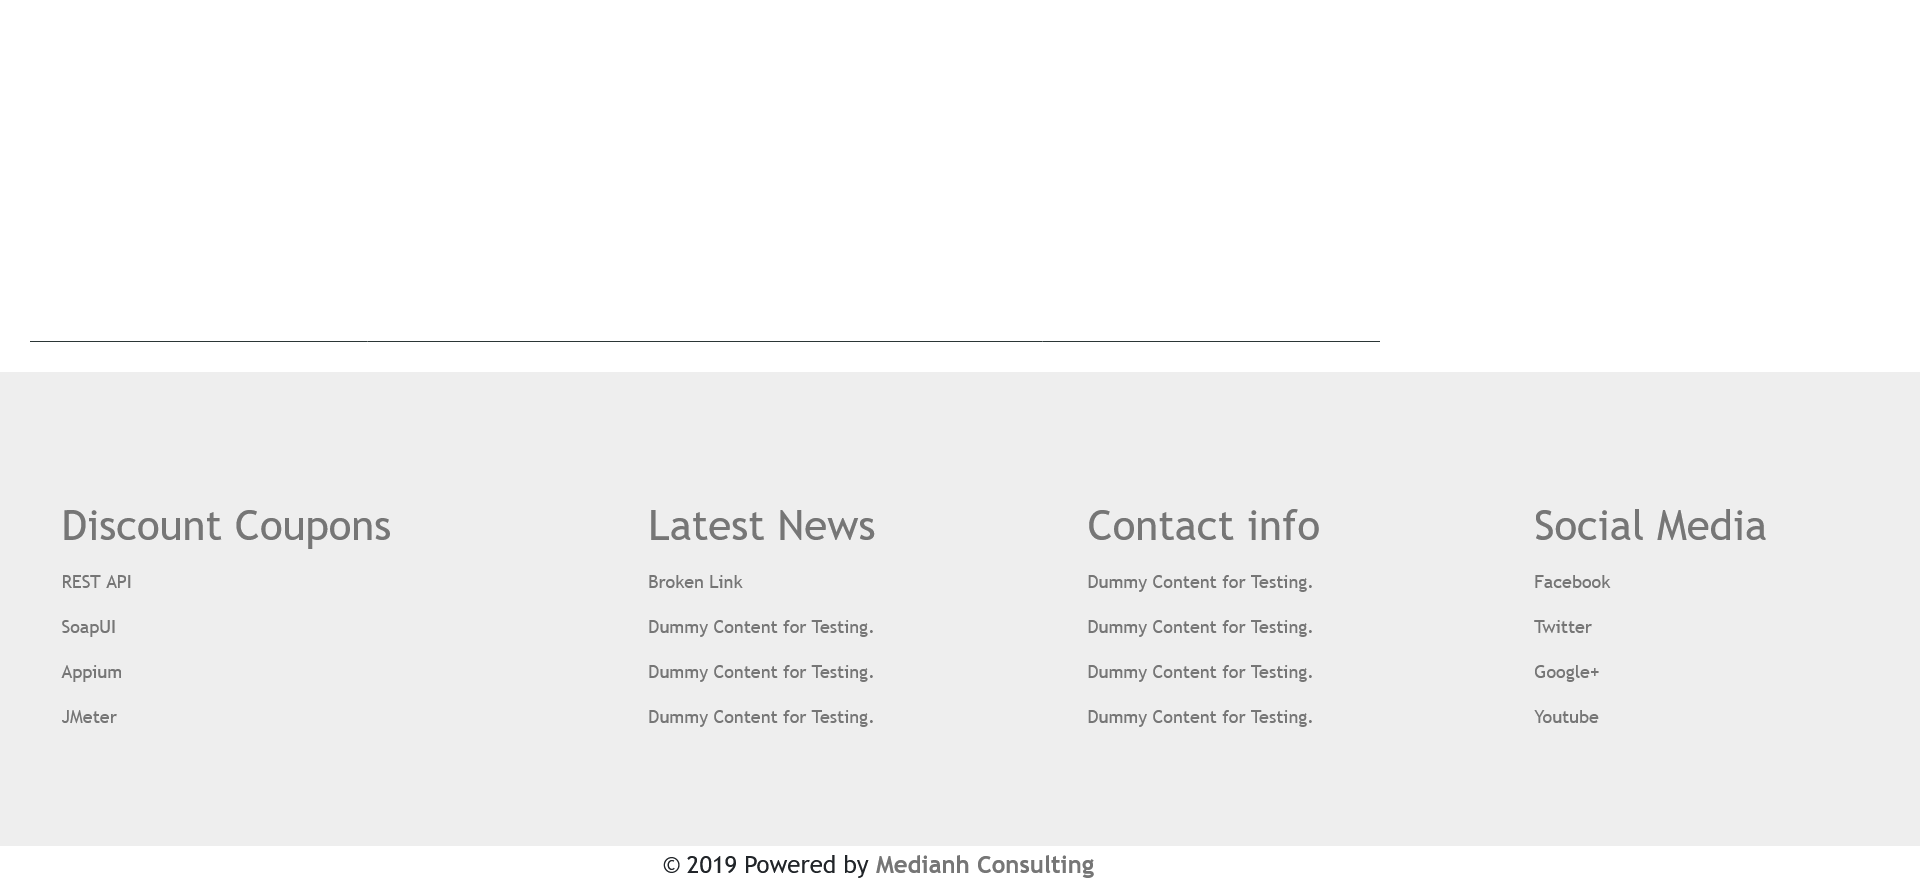 Discount Coupons
REST API
SoapUI
Appium
JMeter
Latest News
Broken Link
Dummy Content for Testing.
Dummy Content for Testing.
Dummy Content for Testing.
Contact info
Dummy Content for Testing.
Dummy Content for Testing.
Dummy Content for Testing.
Dummy Content for Testing.
Social Media
Facebook
Twitter
Google+
Youtube
© 2019 Powered by Medianh Consulting